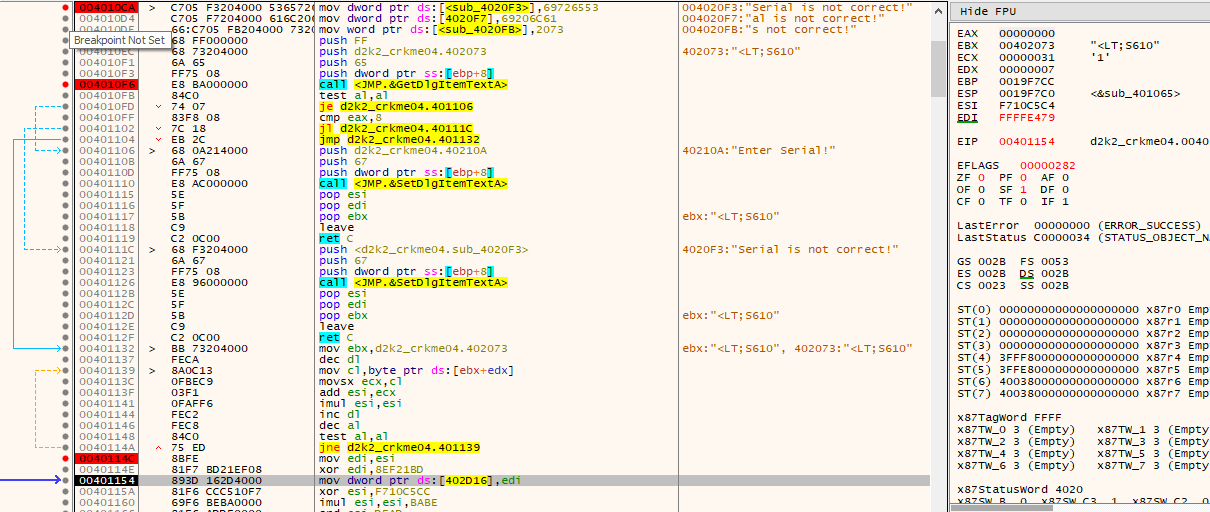 004010CA > C705 F3204000 5365726 mov dword ptr ds:[<sub_4020F3>],69726553 004020F3:"Serial is not correct!"
004010D4 C705 F7204000 616C20 mov dword ptr ds:[4020F7],69206C61 004020F7:"al is not correct!"
66:C705 FB204000 732 mov word ptr ds:[<sub_4020FB>],2073 004020FB:"s not correct!"
Breakpoint Not Set 68 FF000000 push FF
004010EC 68 73204000 push d2k2_crkme04.402073 402073:"<LT;S610"
004010F1 6A 65 push 65
004010F3 FF75 08 push dword ptr ss:[ebp+8]
004010F6 E8 BA000000 call <JMP.&GetDlgItemTextA>
004010FB 84C0 test al,al
004010FD 74 07 je d2k2_crkme04.401106
004010FF 83F8 08 cmp eax,8
00401102 7C 18 jl d2k2_crkme04.40111C
00401104 EB 2C jmp d2k2_crkme04.401132
00401106 > 68 0A214000 push d2k2_crkme04.40210A 40210A:"Enter Serial!"
0040110B 6A 67 push 67
0040110D FF75 08 push dword ptr ss:[ebp+8]
00401110 E8 AC000000 call <JMP.&SetDlgItemTextA>
00401115 5E pop esi
00401116 5F pop edi
00401117 5B pop ebx ebx:"<LT;S610"
00401118 C9 leave
00401119 C2 0C00 ret C
0040111C > 68 F3204000 push <d2k2_crkme04.sub_4020F3> 4020F3:"Serial is not correct!"
00401121 6A 67 push 67
00401123 FF75 08 push dword ptr ss:[ebp+8]
00401126 E8 96000000 call <JMP.&SetDlgItemTextA>
0040112B 5E pop esi
0040112C 5F pop edi
0040112D 5B pop ebx ebx:"<LT;S610"
0040112E C9 leave
0040112F C2 0C00 ret C
00401132 > BB 73204000 mov ebx,d2k2_crkme04.402073 ebx:"<LT;S610", 402073:"<LT;S610"
00401137 FECA dec dl
00401139 > 8A0C13 mov cl,byte ptr ds:[ebx+edx]
0040113C 0FBEC9 movsx ecx,cl
0040113F 03F1 add esi,ecx
00401141 0FAFF6 imul esi,esi
00401144 FEC2 inc dl
00401146 FEC8 dec al
00401148 84C0 test al,al
0040114A 75 ED jne d2k2_crkme04.401139
0040114C 8BFE mov edi,esi
0040114E 81F7 BD21EF08 xor edi,8EF21BD
00401154 893D 162D4000 mov dword ptr ds:[402D16],edi
0040115A 81F6 CCC510F7 xor esi,F710C5CC
00401160 69F6 BEBA0000 imul esi,esi,BABE
Hide FPU
EAX 00000000
EBX 00402073 "<LT;S610"
ECX 00000031 '1'
EDX 00000007
EBP 0019F7CC
ESP 0019F7C0 <&sub_401065>
ESI F710C5C4
EDI FFFFE479
EIP 00401154 d2k2_crkme04.0040
EFLAGS 00000282
ZF 0 PF 0 AF 0
OF 0 SF 1 DF 0
CF 0 TF 0 IF 1
LastError 00000000 (ERROR_SUCCESS)
LastStatus C0000034 (STATUS_OBJECT_NA
GS 002B FS 0053
ES 002B DS 002B
CS 0023 SS 002B
ST(0) 00000000000000000000 x87r0 Emp
ST(1) 00000000000000000000 x87r1 Emp
ST(2) 00000000000000000000 x87r2 Emp
ST(3) 00000000000000000000 x87r3 Emp
ST(4) 3FFF8000000000000000 x87r4 Emp
ST(5) 3FFE8000000000000000 x87r5 Emp
ST(6) 40038000000000000000 x87r6 Emp
ST(7) 40038000000000000000 x87r7 Emp
x87TagWord FFFF
x87TW_0 3 (Empty) x87TW_1 3 (Empty)
x87TW_2 3 (Empty) x87TW_3 3 (Empty)
x87TW_4 3 (Empty) x87TW_5 3 (Empty)
x87TW_6 3 (Empty) x87TW_7 3 (Empty)
x87StatusWord 4020